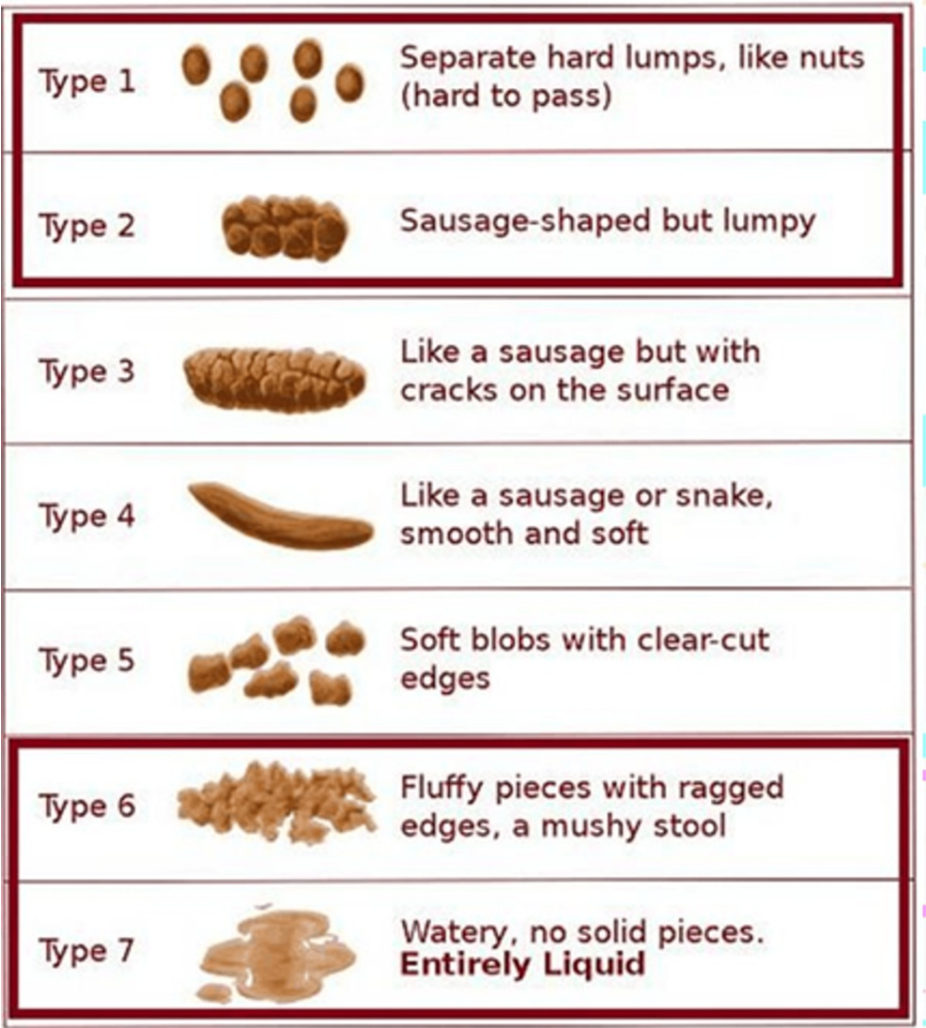 Type 1
Separate hard lumps, like nuts
(hard to pass)
Type 2
Sausage-shaped but lumpy
Type 3
Like a sausage but with
cracks on the surface
Type 4
Like a sausage or snake,
smooth and soft
Type 5
Soft blobs with clear-cut
edges
Type 6
Fluffy pieces with ragged
edges, a mushy stool
Type 7
Watery, no solid pieces.
Entirely Liquid